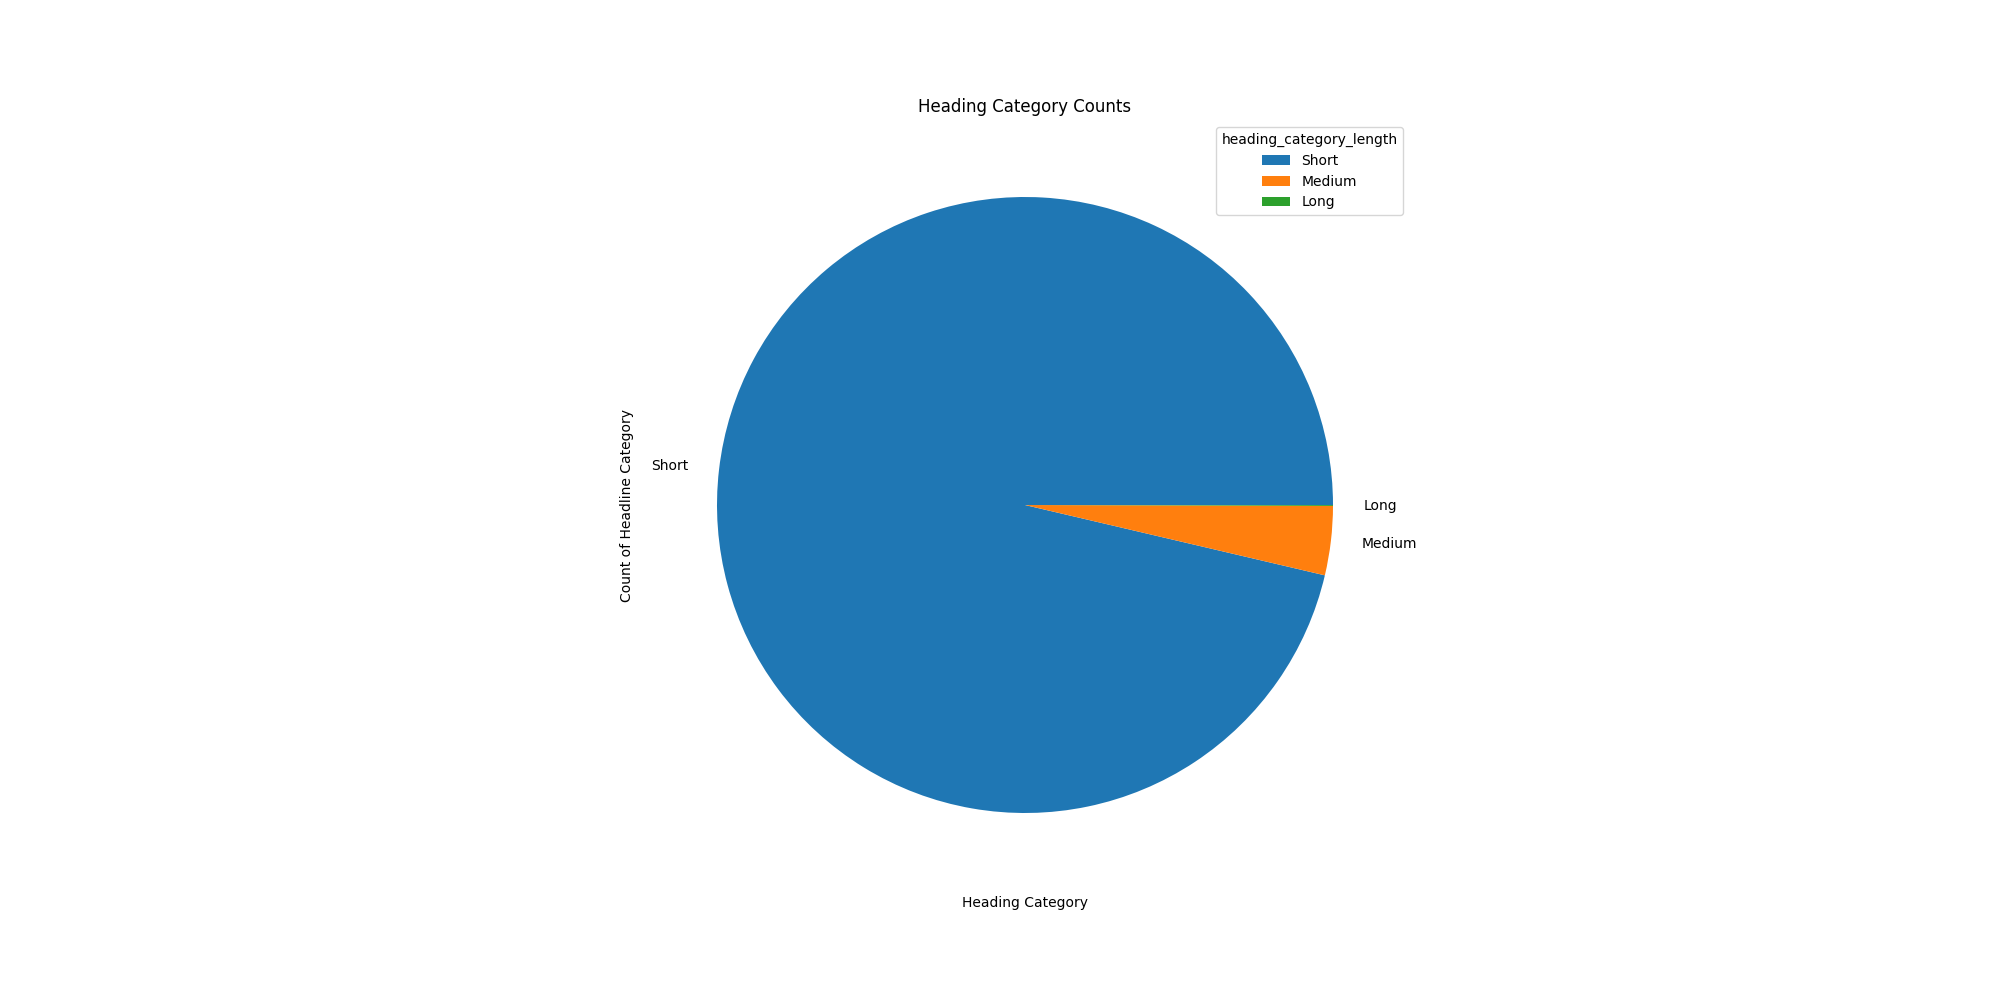 Heading Category Counts
heading_category_length
Short
Medium
Long
Short
Long
Medium
Count of Headline Category
Heading Category